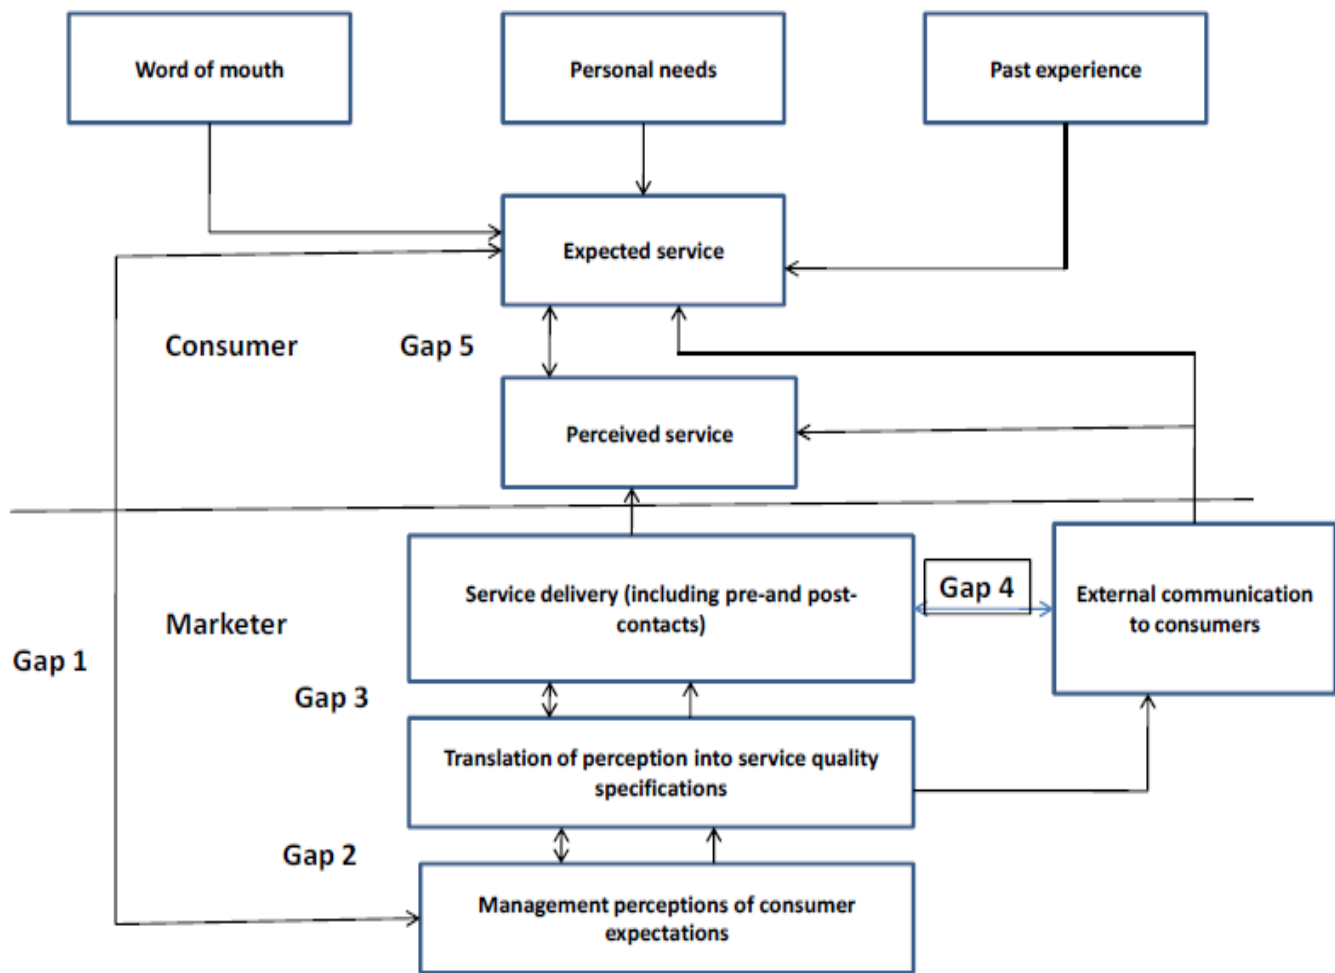 Word of mouth
Personal needs
Past experience
Expected service
Consumer
Gap 5
Perceived service
Service delivery (including pre-and post-
contacts)
Gap 4
External communication
to consumers
Marketer
Gap 1
Gap 3
Translation of perception into service quality
specifications
Gap 2
Management perceptions of consumer
expectations